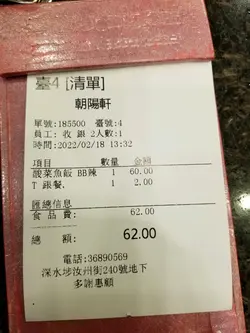 臺4 [清單]
朝陽軒
單號:185500 臺號:4
員工: 收 銀 2人數:1
時間:2022/02/18 13:32
項目 數量 金額
酸菜魚飯 BB辣 1 60.00
T 跟餐. 1 2.00
匯總信息
食 品 費: 62.00
總 額: 62.00
電話:36890569
深水埗汝州街240號地下
多謝惠顧